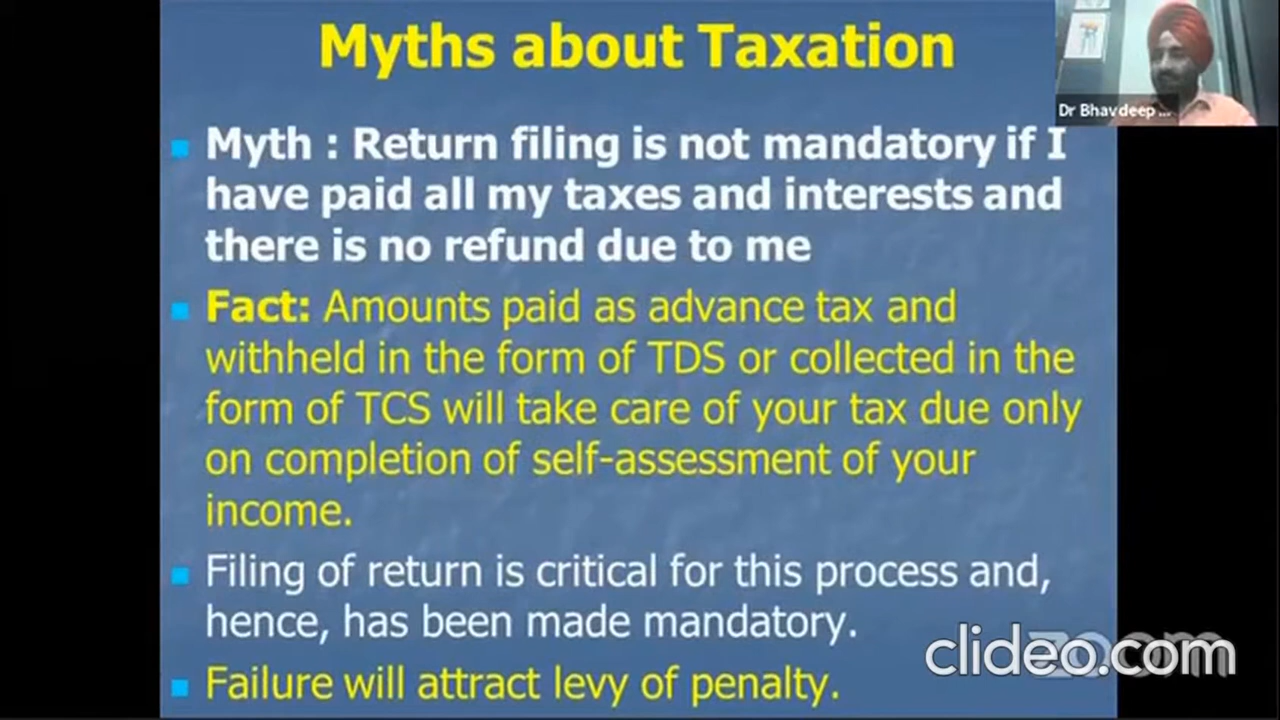 Myths about Taxation
Dr Bhavdeep ...
Myth : Return filing is not mandatory if I
have paid all my taxes and interests and
there is no refund due to me
Fact: Amounts paid as advance tax and
withheld in the form of TDS or collected in the
form of TCS will take care of your tax due only
on completion of self-assessment of your
income.
Filing of return is critical for this process and,
hence, has been made mandatory.
Failure will attract levy of penalty.
zoom
clideo.com